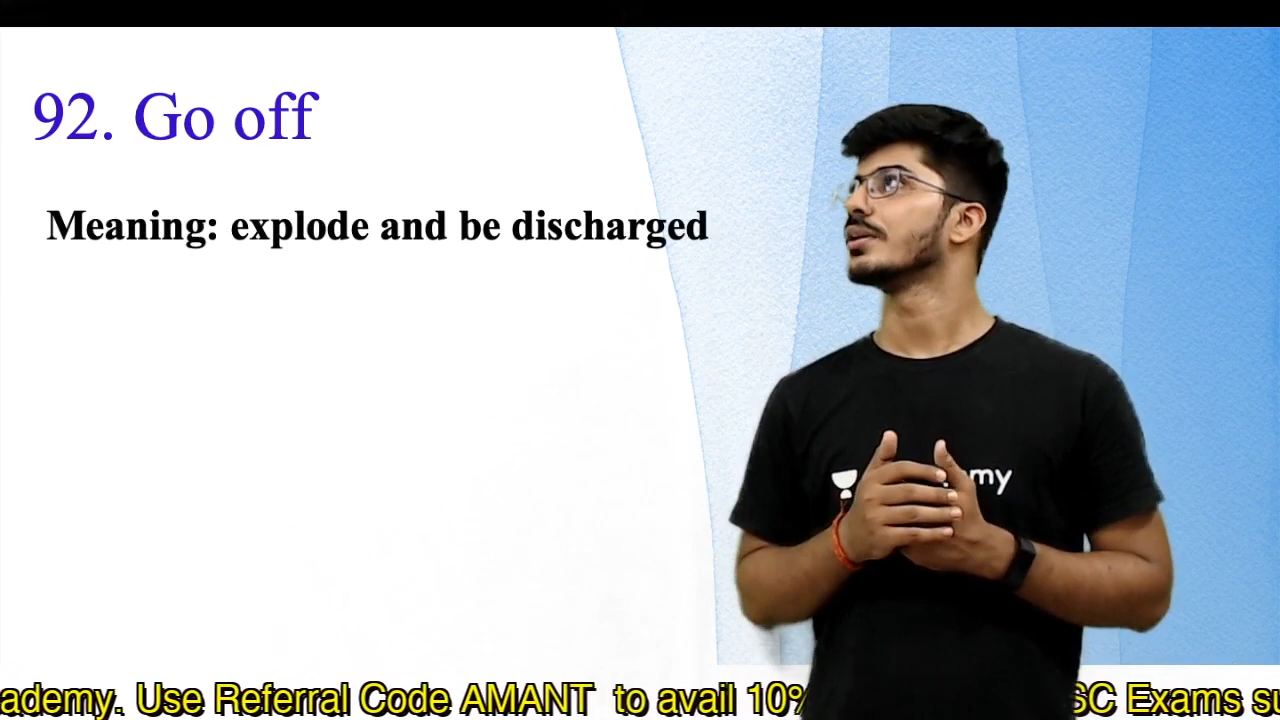 92. Go off
Meaning: explode and be discharged
my
ademy. Use Referral Code AMANT to avail 10% SC Exams su